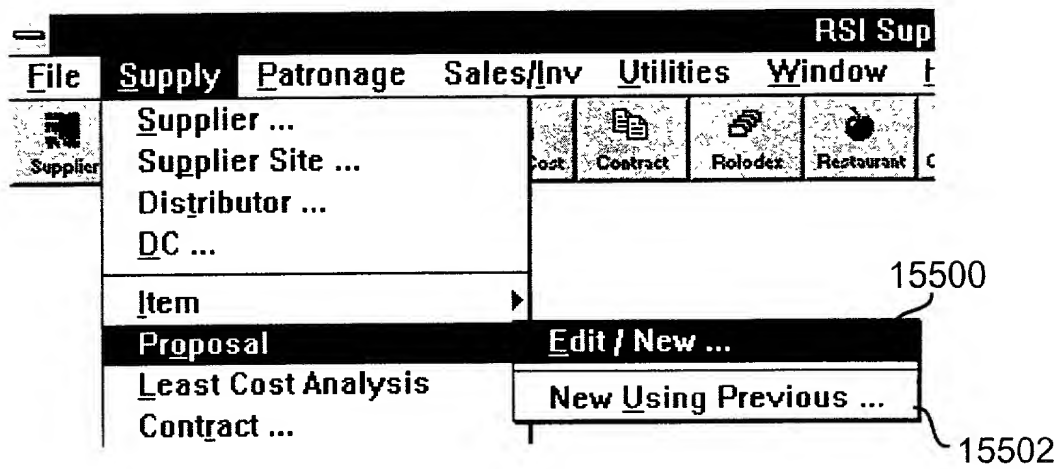 RSI Sup
File Supply Patronage Sales/Inv Utilities Window
Supplier Cost Contract Rolodex Restaurant
Supplier ...
Supplier Site ...
Distributor ...
DC ...
15500
Item
Proposal Edit / New ...
Least Cost Analysis New Using Previous ...
Contract ...
15502